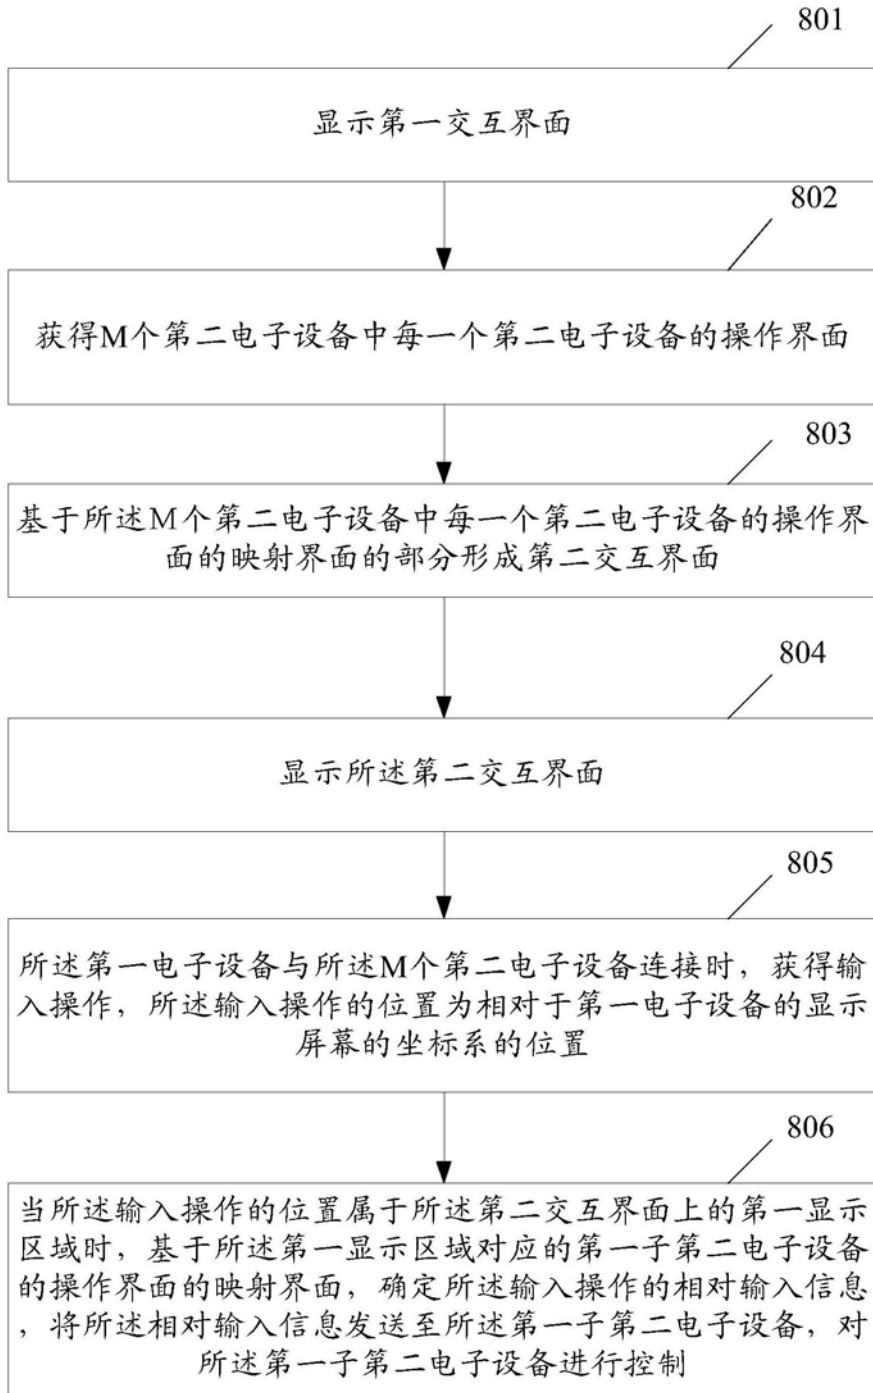 801
显示第一交互界面
802
获得M个第二电子设备中每一个第二电子设备的操作界面
803
基于所述M个第二电子设备中每一个第二电子设备的操作界
面的映射界面的部分形成第二交互界面
804
显示所述第二交互界面
805
所述第一电子设备与所述M个第二电子设备连接时，获得输
入操作，所述输入操作的位置为相对于第一电子设备的显示
屏幕的坐标系的位置
806
当所述输入操作的位置属于所述第二交互界面上的第一显示
区域时，基于所述第一显示区域对应的第一子第二电子设备
的操作界面的映射界面，确定所述输入操作的相对输入信息
，将所述相对输入信息发送至所述第一子第二电子设备，对
所述第一子第二电子设备进行控制